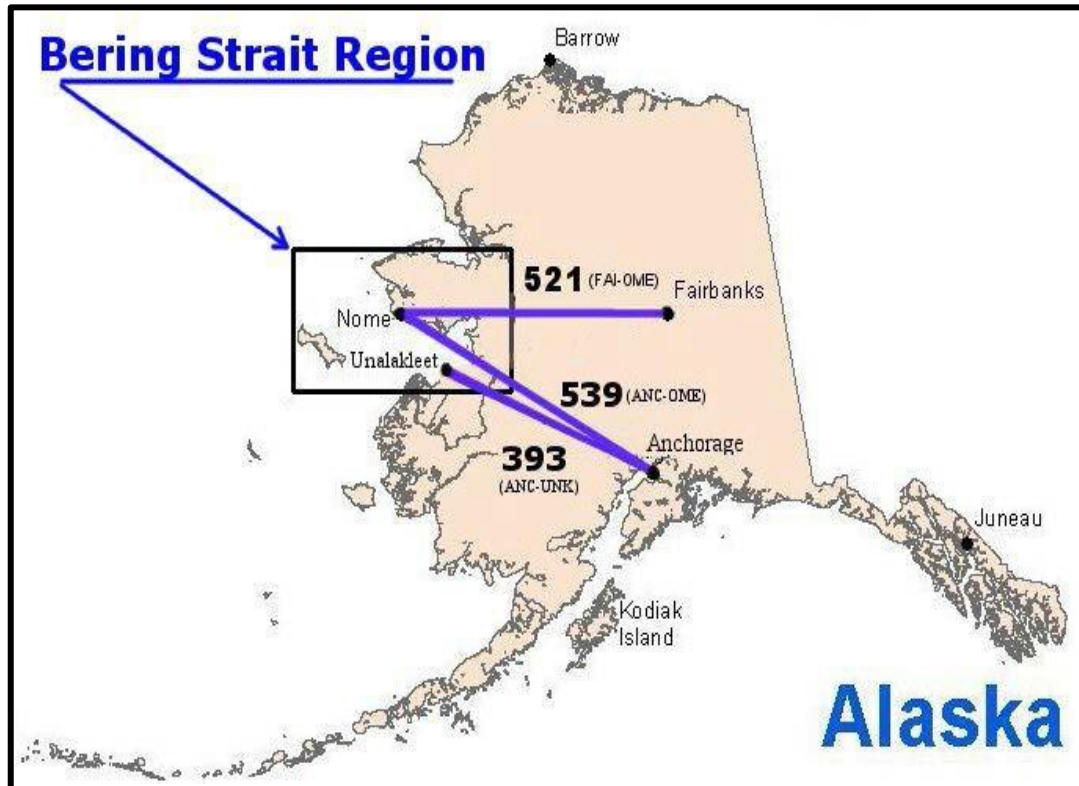 Bering Strait Region
Barrow
521 (FAI-OME)
Fairbanks
Nome
Unalakleet
539 (ANC-OME)
Anchorage
393
(ANC-UNK)
Juneau
Kodiak
Island
Alaska